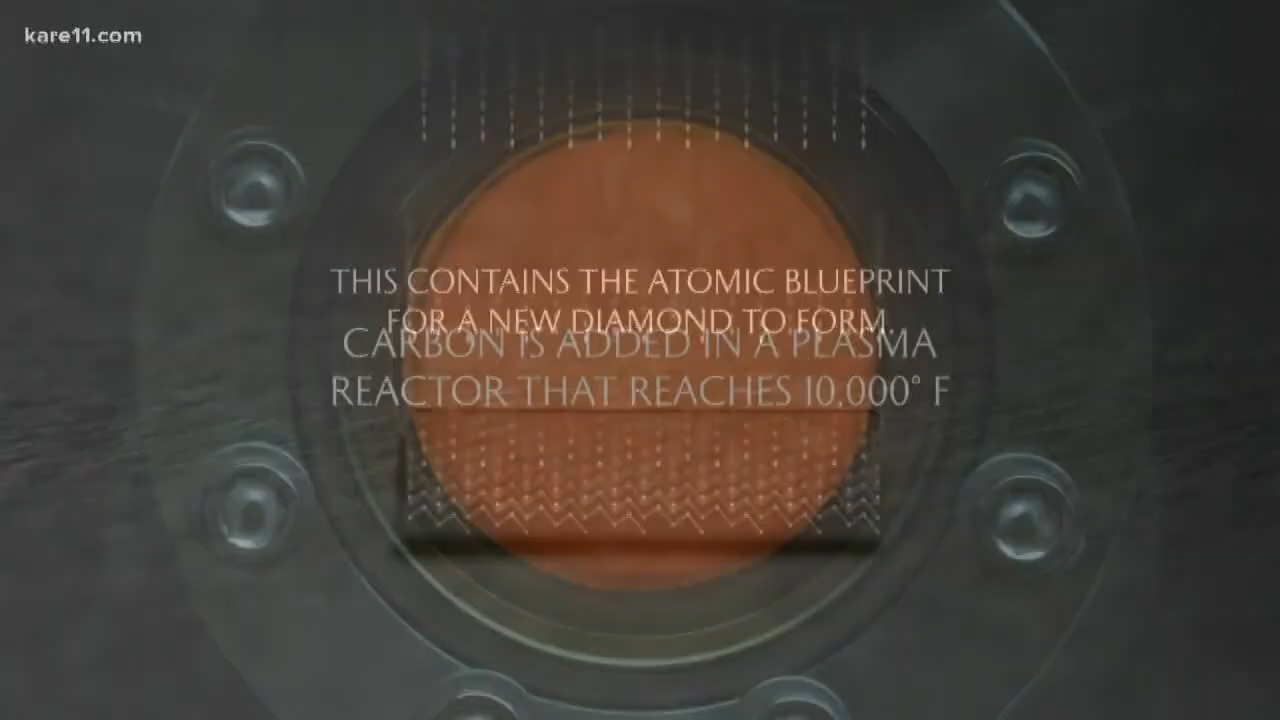 kare11.com
THIS CONTAINS THE ATOMIC BLUEPRINT
FOR A NEW DIAMOND TO FORM.
CARBON IS ADDED IN A PLASMA
REACTOR THAT REACHES 10,000° F